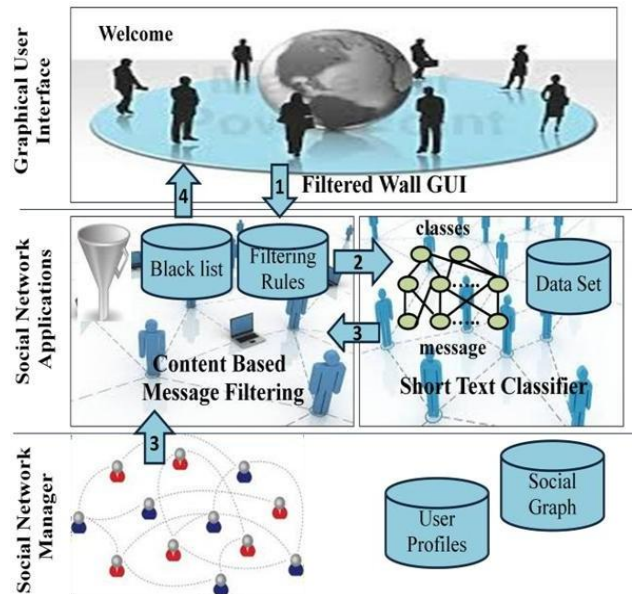 Graphical User
Interface
Welcome
4
1
Filtered Wall GUI
Social Network
Applications
Black list
Filtering
Rules
2
3
Content Based
Message Filtering
classes
message
Data Set
Short Text Classifier
3
Social Network
Manager
User
Profiles
Social
Graph